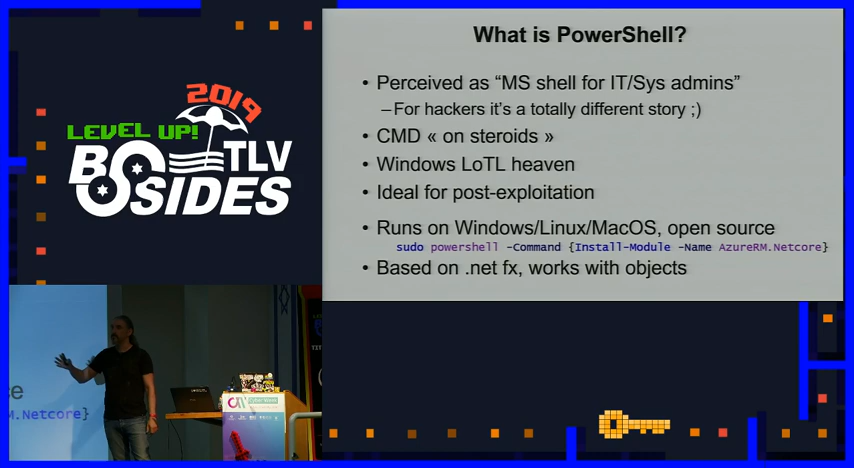 What is PowerShell?
• Perceived as “MS shell for IT/Sys admins”
–For hackers it’s a totally different story ;)
• CMD « on steroids »
• Windows LoTL heaven
• Ideal for post-exploitation
• Runs on Windows/Linux/MacOS, open source
sudo powershell -Command {Install-Module -Name AzureRM.Netcore}
• Based on .net fx, works with objects
2019
LEVEL UP!
BSIDES
TLV
ce
M.Netcore}